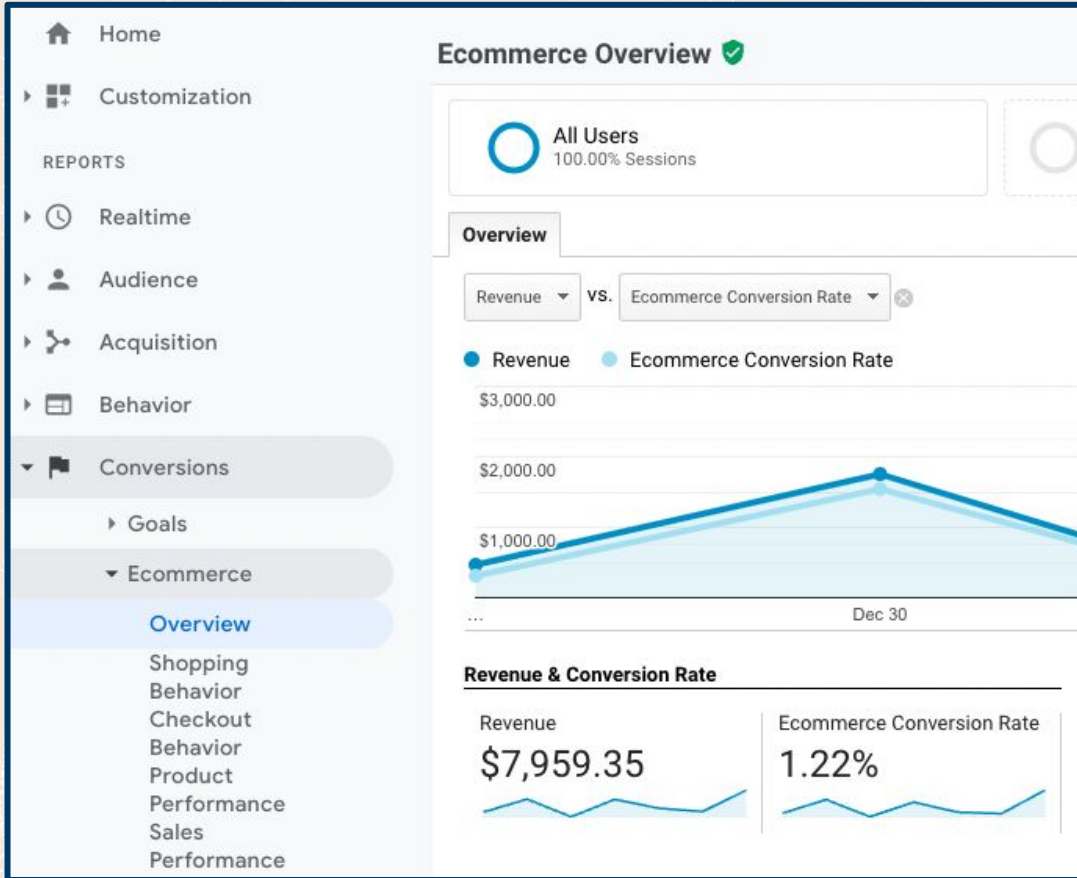 Home
Customization
REPORTS
Realtime
Audience
Acquisition
Behavior
Conversions
Goals
Ecommerce
Overview
Shopping
Behavior
Checkout
Behavior
Product
Performance
Sales
Performance
Ecommerce Overview
All Users
100.00% Sessions
Overview
Revenue vs. Ecommerce Conversion Rate
Revenue Ecommerce Conversion Rate
$3,000.00
$2,000.00
$1,000.00
... Dec 30
Revenue & Conversion Rate
Revenue
$7,959.35
Ecommerce Conversion Rate
1.22%